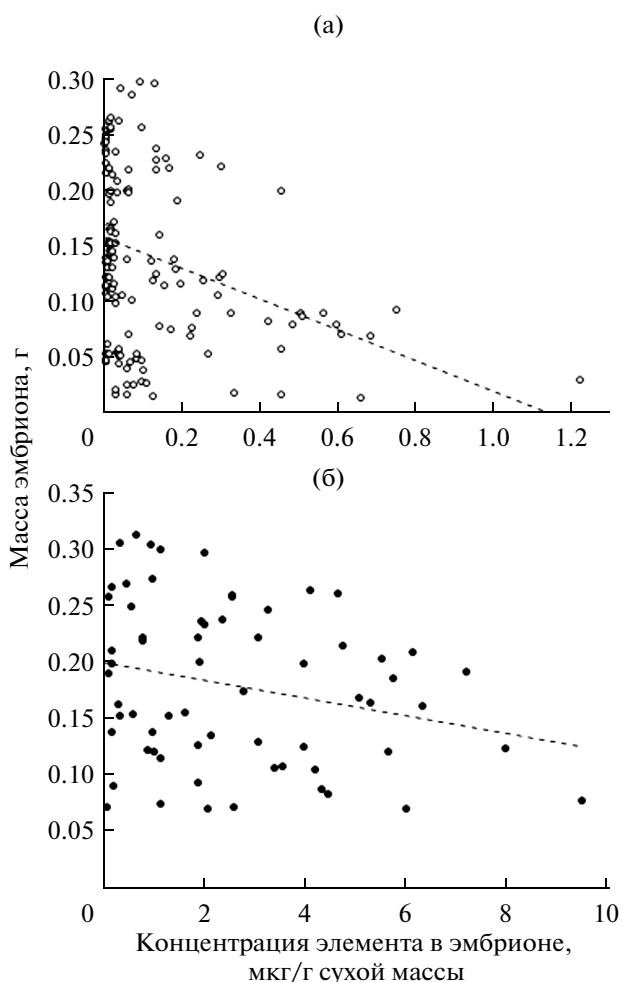 (а)
0.30
0.25
0.20
0.15
0.10
0.05
0 0.2 0.4 0.6 0.8 1.0 1.2
Масса эмбриона, г
(б)
0.35
0.30
0.25
0.20
0.15
0.10
0.05
0 2 4 6 8 10
Концентрация элемента в эмбрионе,
мкг/г сухой массы